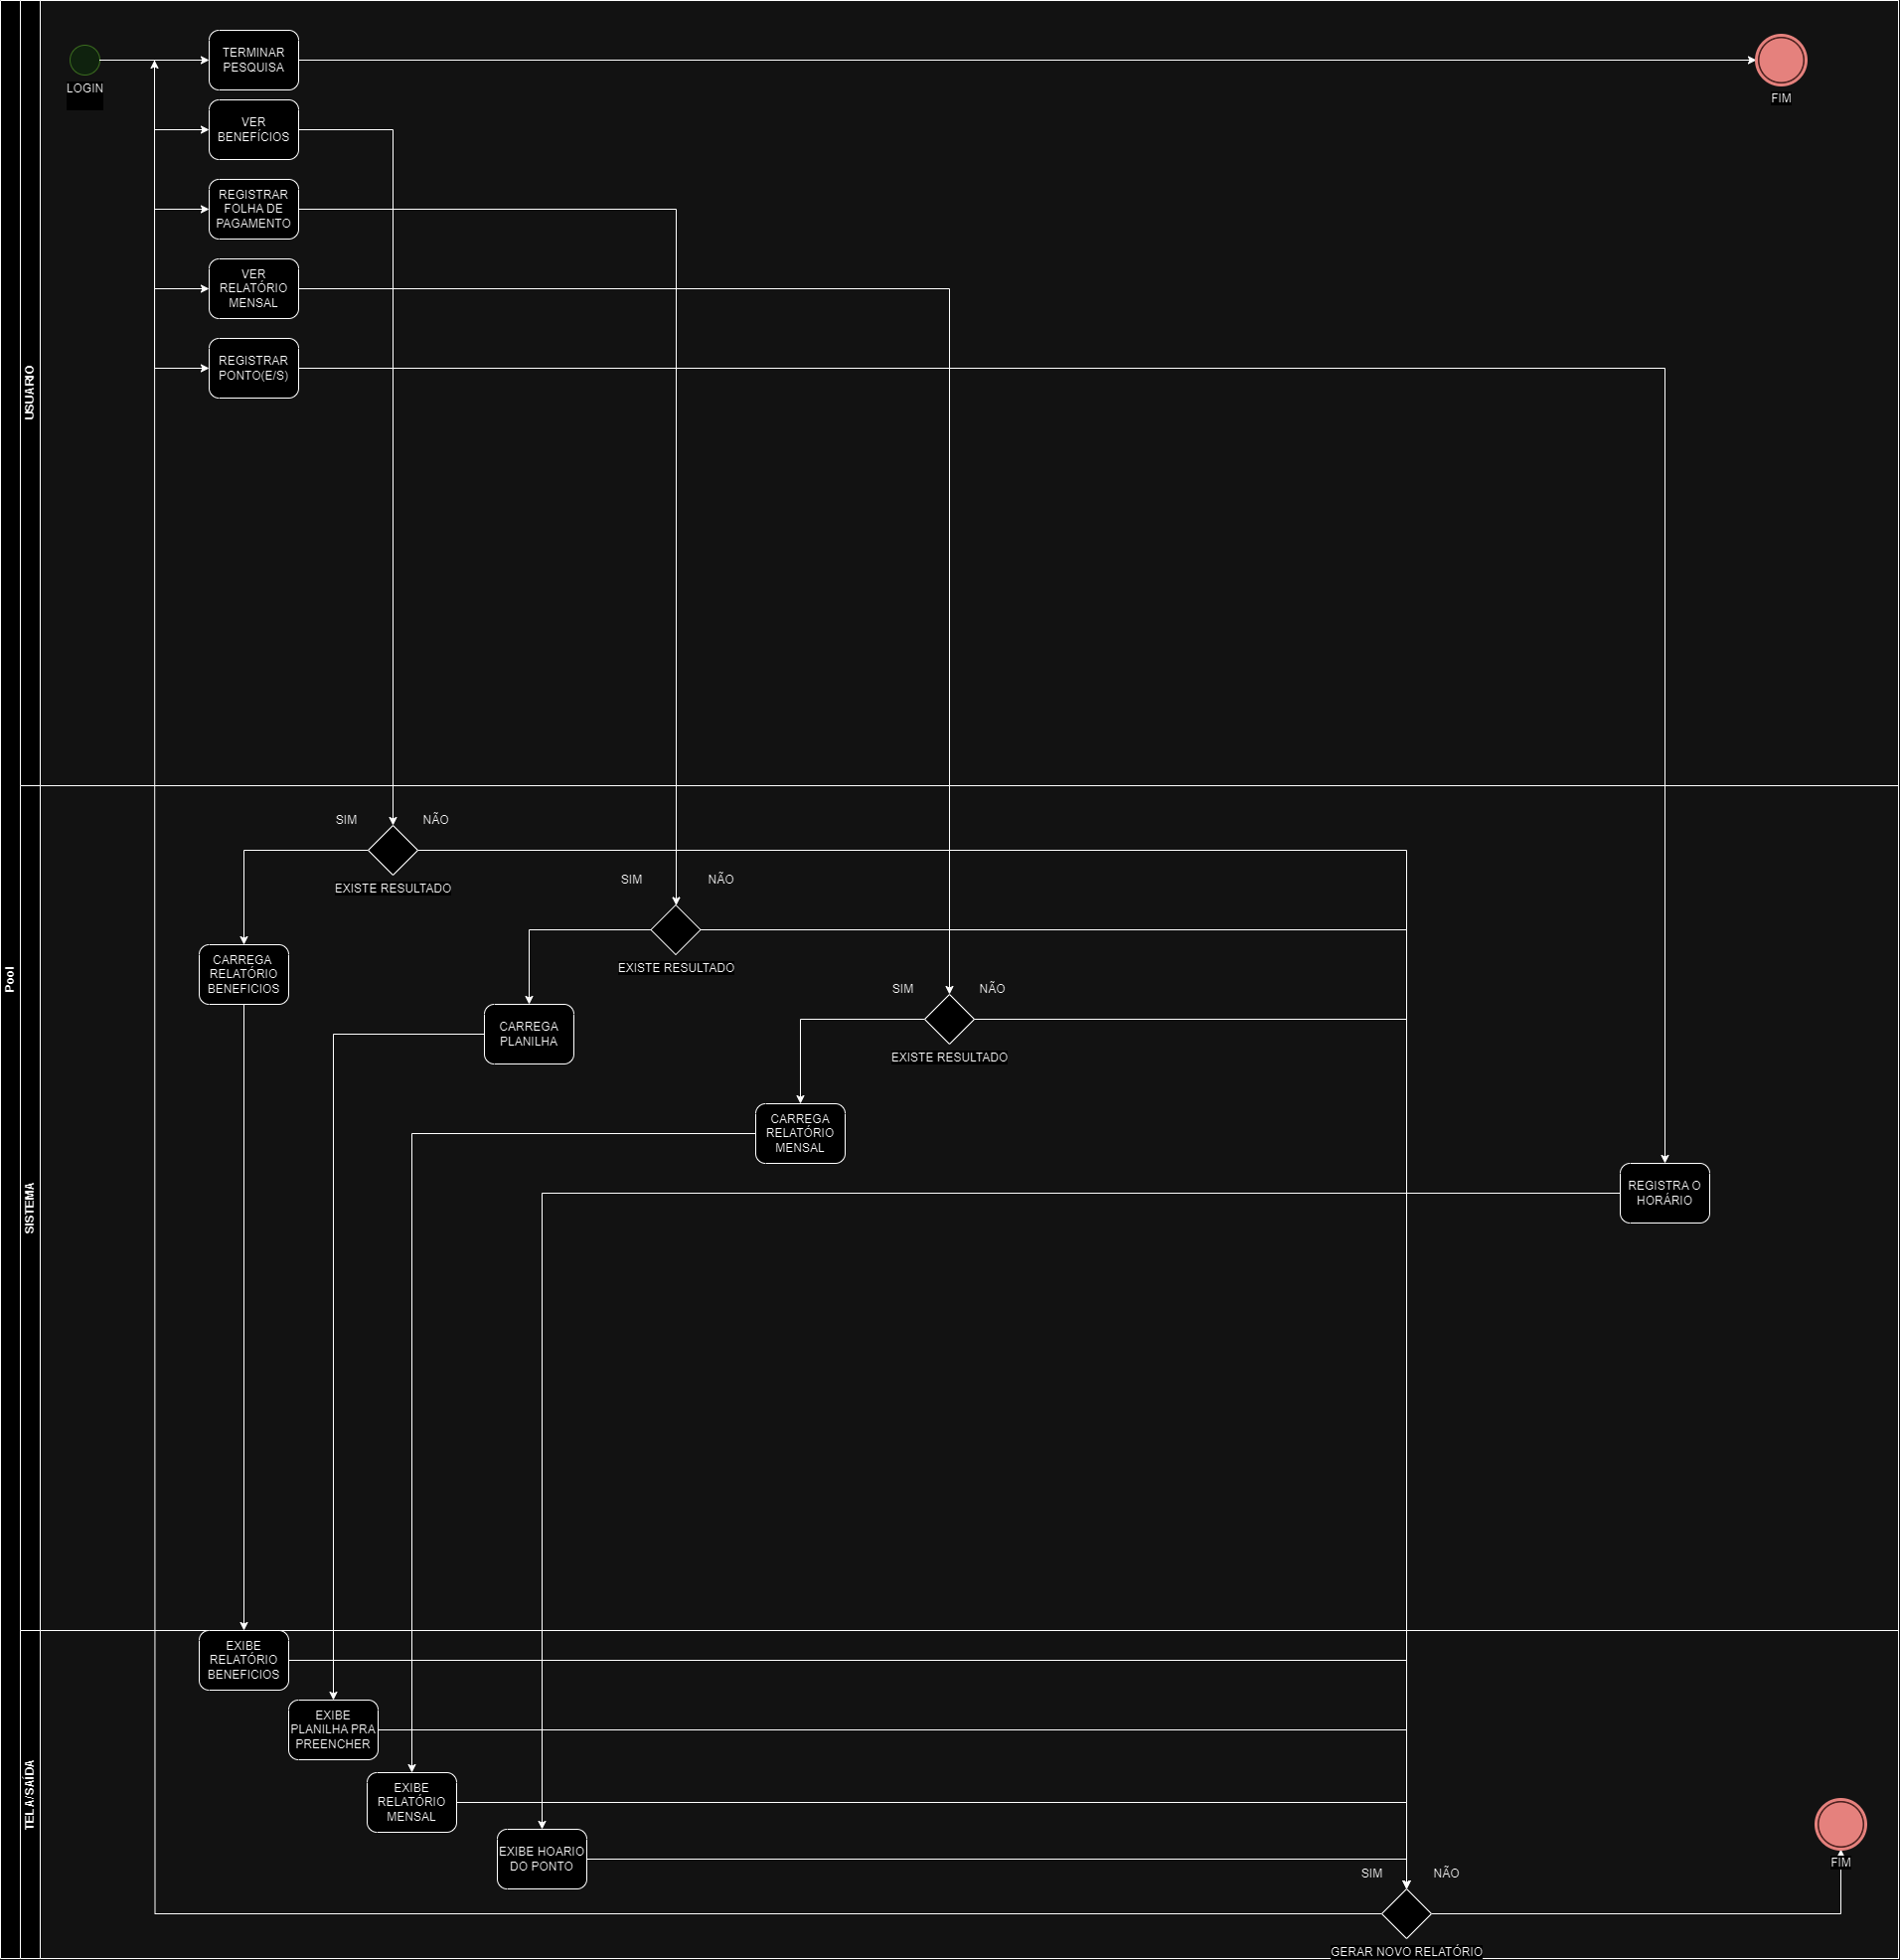 Pool
USUARIO
LOGIN
TERMINAR
PESQUISA
FIM
VER
BENEFÍCIOS
REGISTRAR
FOLHA DE
PAGAMENTO
VER
RELATÓRIO
MENSAL
REGISTRAR
PONTO(E/S)
SISTEMA
SIM
NÃO
EXISTE RESULTADO
SIM
NÃO
EXISTE RESULTADO
SIM
NÃO
EXISTE RESULTADO
CARREGA
RELATÓRIO
BENEFICIOS
CARREGA
PLANILHA
CARREGA
RELATÓRIO
MENSAL
REGISTRA O
HORÁRIO
TELA/SAÍDA
EXIBE
RELATÓRIO
BENEFICIOS
EXIBE
PLANILHA PRA
PREENCHER
EXIBE
RELATÓRIO
MENSAL
EXIBE HOARIO
DO PONTO
SIM
NÃO
GERAR NOVO RELATÓRIO
FIM